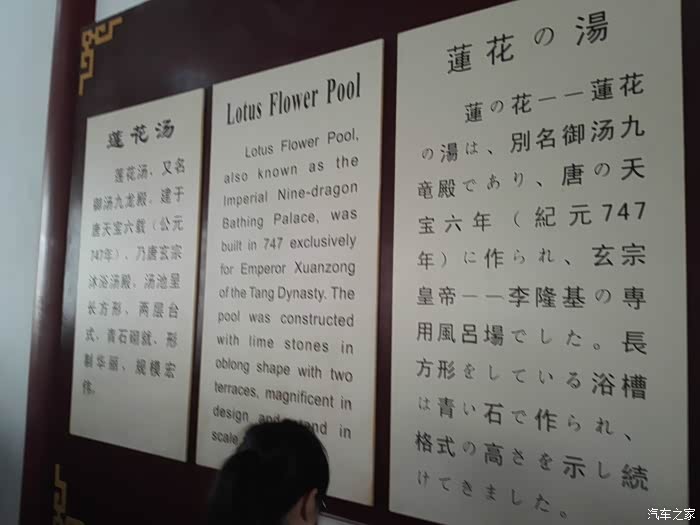 莲花汤
莲花汤，又名
御汤九龙殿，建于
唐天宝六载（公元
747年），乃唐玄宗
沐浴汤殿，汤池呈
长方形、两层台
式，青石砌就，形
制华丽、规模宏
伟。
Lotus Flower Pool
Lotus Flower Pool,
also known as the
Imperial Nine-dragon
Bathing Palace, was
built in 747 exclusively
for Emperor Xuanzong
of the Tang Dynasty. The
pool was constructed
with lime stones in
oblong shape with two
terraces, magnificent in
design and in
scale
蓮花の湯
蓮の花－－蓮花
の湯は、別名御汤九
竜殿であり、唐の天
宝六年（紀元747
年）に作られ、玄宗
皇帝－－李隆基の専
用風呂場でした。長
方形をしている浴槽
は青い石で作られ、
格式の高さを示し続
けてきました。
汽车之家